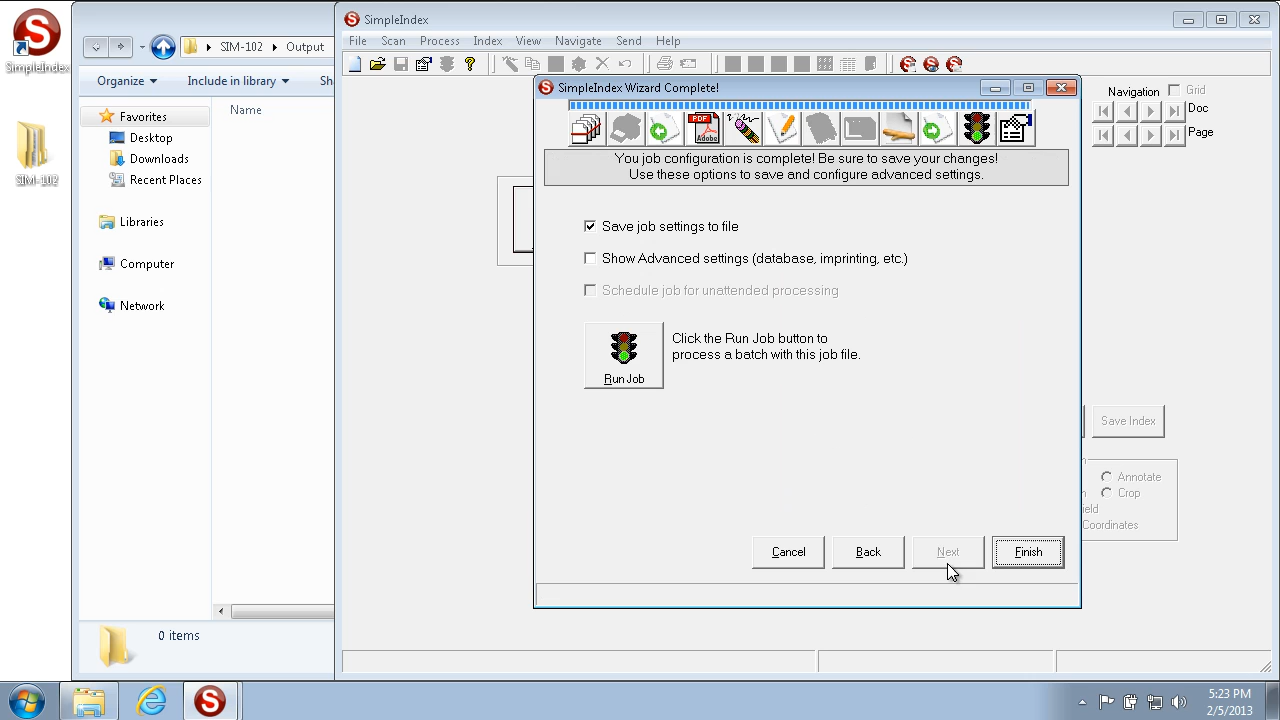 SimpleIndex
SIM-102
SIM-102
Output
Organize
Include in library
Sh
Favorites
Desktop
Downloads
Recent Places
Libraries
Computer
Network
Name
0 items
SimpleIndex
File Scan Process Index View Navigate Send Help
Navigation
Grid
Doc
Page
Save Index
Annotate
Crop
ield
Coordinates
SimpleIndex Wizard Complete!
PDF
Adobe
You job configuration is complete! Be sure to save your changes!
Use these options to save and configure advanced settings.
Save job settings to file
Show Advanced settings (database, imprinting, etc.)
Schedule job for unattended processing
Run Job
Click the Run Job button to
process a batch with this job file.
Cancel
Back
Next
Finish
5:23 PM
2/5/2013